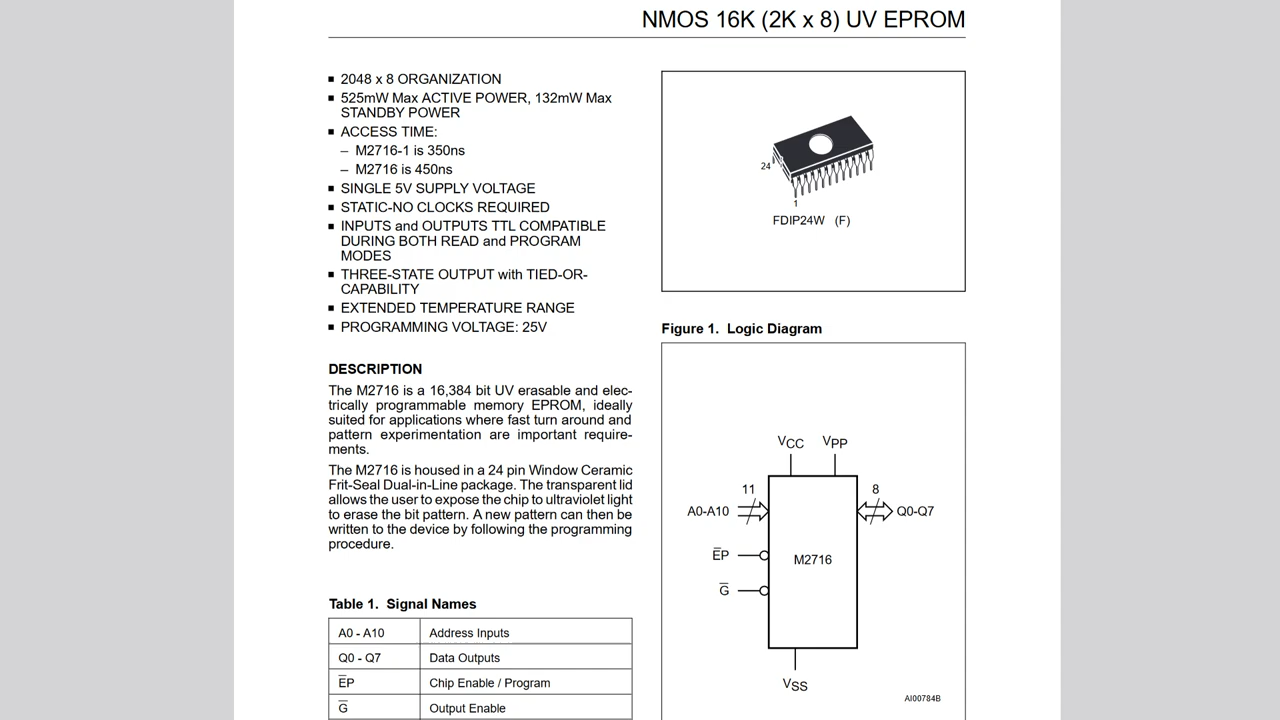 NMOS 16K (2K x 8) UV EPROM
■ 2048 x 8 ORGANIZATION
■ 525mW Max ACTIVE POWER, 132mW Max
STANDBY POWER
■ ACCESS TIME:
– M2716-1 is 350ns
– M2716 is 450ns
■ SINGLE 5V SUPPLY VOLTAGE
■ STATIC-NO CLOCKS REQUIRED
■ INPUTS and OUTPUTS TTL COMPATIBLE
DURING BOTH READ and PROGRAM
MODES
■ THREE-STATE OUTPUT with TIED-OR-
CAPABILITY
■ EXTENDED TEMPERATURE RANGE
■ PROGRAMMING VOLTAGE: 25V
DESCRIPTION
The M2716 is a 16,384 bit UV erasable and elec-
trically programmable memory EPROM, ideally
suited for applications where fast turn around and
pattern experimentation are important require-
ments.
The M2716 is housed in a 24 pin Window Ceramic
Frit-Seal Dual-in-Line package. The transparent lid
allows the user to expose the chip to ultraviolet light
to erase the bit pattern. A new pattern can then be
written to the device by following the programming
procedure.
Table 1. Signal Names
A0 - A10 Address Inputs
Q0 - Q7 Data Outputs
E̅P Chip Enable / Program
G̅ Output Enable
24
1
FDIP24W (F)
Figure 1. Logic Diagram
VCC VPP
11 8
A0-A10 Q0-Q7
E̅P
M2716
G̅
VSS
AI00784B